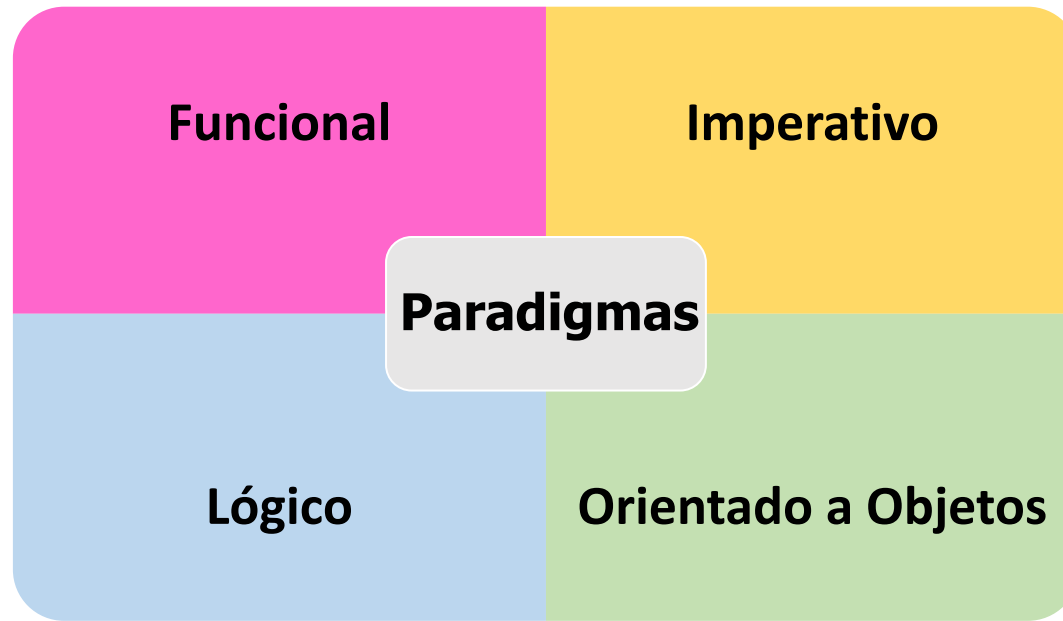 Funcional
Imperativo
Paradigmas
Lógico
Orientado a Objetos